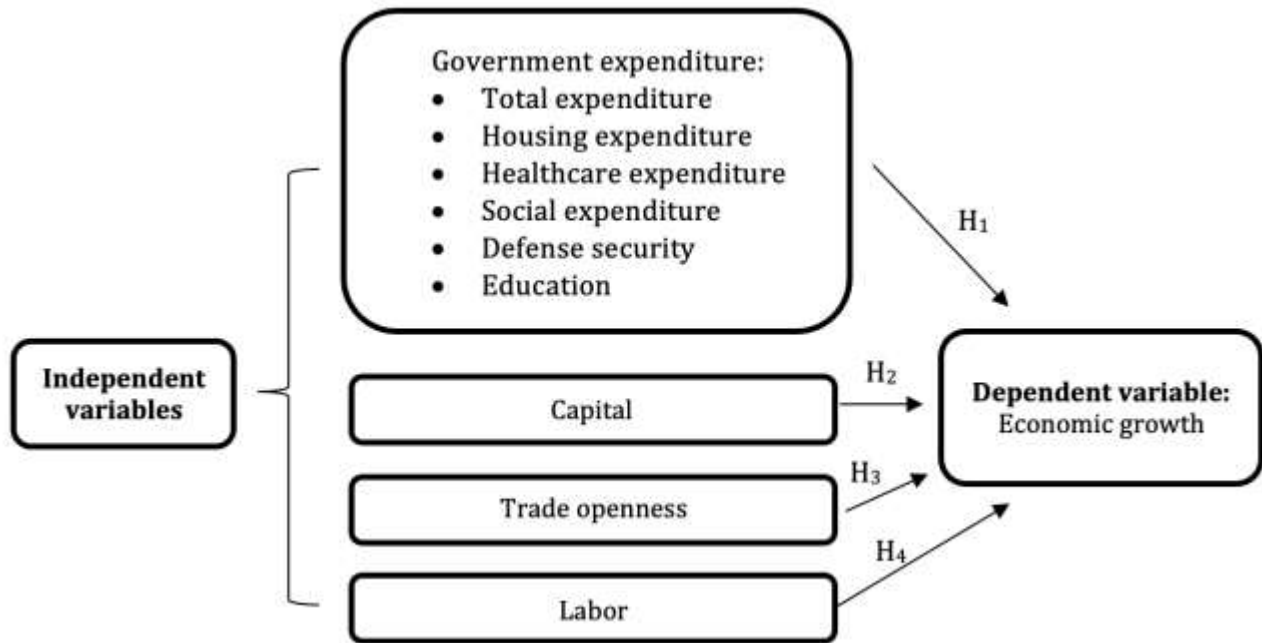 Government expenditure:
• Total expenditure
• Housing expenditure
• Healthcare expenditure
• Social expenditure
• Defense security
• Education
H₁
Independent
variables
Capital
H₂
Dependent variable:
Economic growth
Trade openness
H₃
Labor
H₄